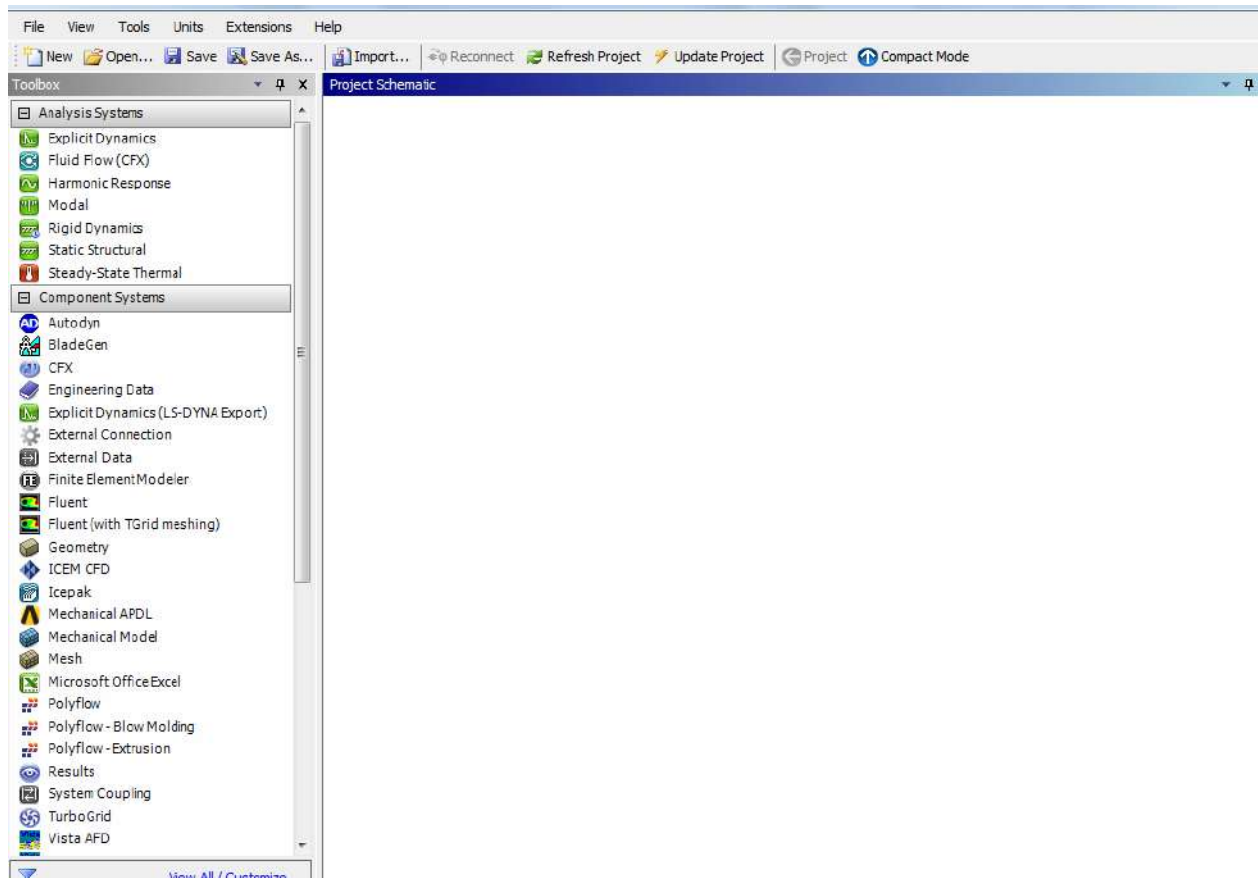 File View Tools Units Extensions Help
New Open... Save Save As... Import... Reconnect Refresh Project Update Project Project Compact Mode
Toolbox
Project Schematic
Analysis Systems
Explicit Dynamics
Fluid Flow (CFX)
Harmonic Response
Modal
Rigid Dynamics
Static Structural
Steady-State Thermal
Component Systems
Autodyn
BladeGen
CFX
Engineering Data
Explicit Dynamics (LS-DYNA Export)
External Connection
External Data
Finite Element Modeler
Fluent
Fluent (with TGrid meshing)
Geometry
ICEM CFD
Icepak
Mechanical APDL
Mechanical Model
Mesh
Microsoft Office Excel
Polyflow
Polyflow - Blow Molding
Polyflow - Extrusion
Results
System Coupling
TurboGrid
Vista AFD
View All / Customize...